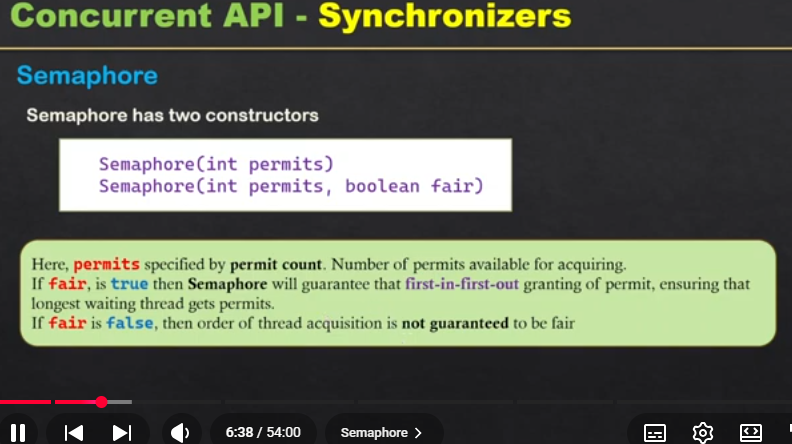 Concurrent API - Synchronizers
Semaphore
Semaphore has two constructors
Semaphore(int permits)
Semaphore(int permits, boolean fair)
Here, permits specified by permit count. Number of permits available for acquiring.
If fair, is true then Semaphore will guarantee that first-in-first-out granting of permit, ensuring that
longest waiting thread gets permits.
If fair is false, then order of thread acquisition is not guaranteed to be fair
6:38 / 54:00
Semaphore >